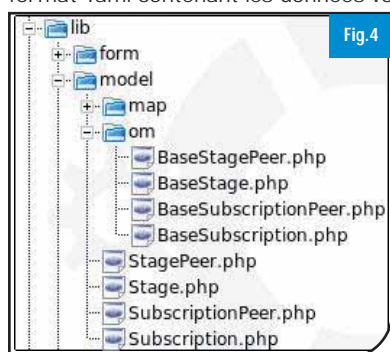 lib
Fig.4
form
model
map
om
BaseStagePeer.php
BaseStage.php
BaseSubscriptionPeer.php
BaseSubscription.php
StagePeer.php
Stage.php
SubscriptionPeer.php
Subscription.php